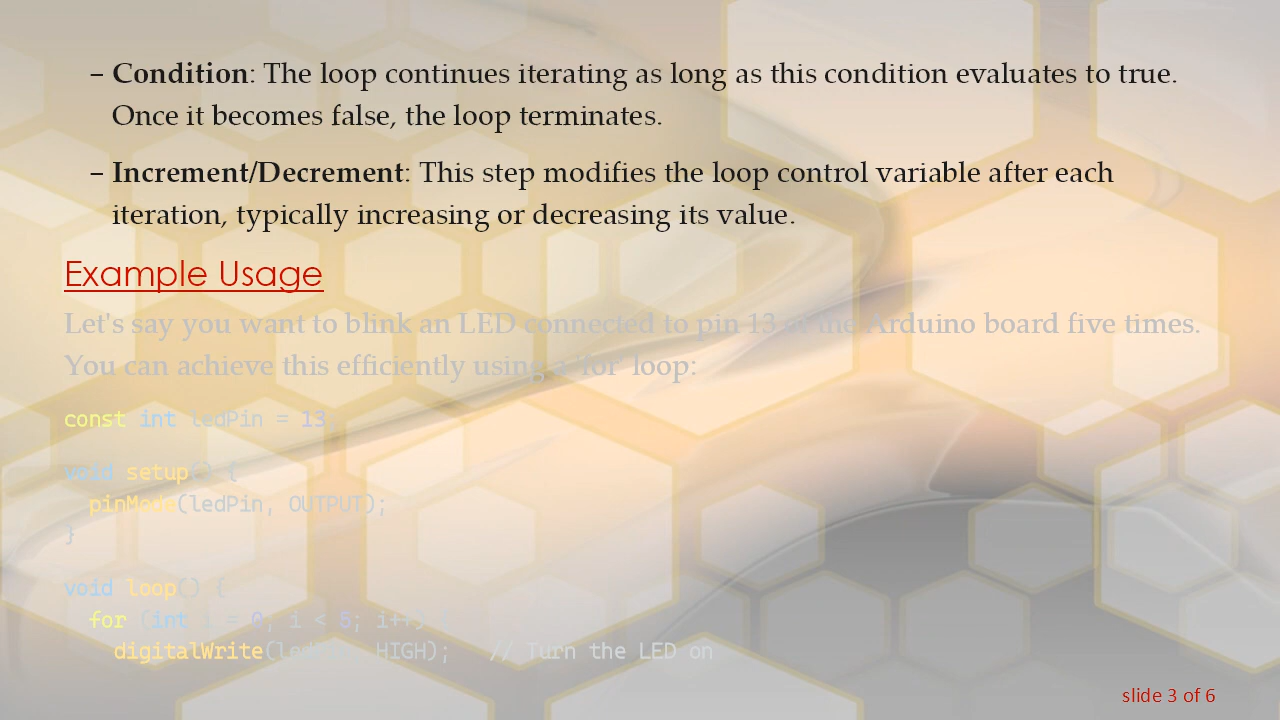 – Condition: The loop continues iterating as long as this condition evaluates to true.
Once it becomes false, the loop terminates.
– Increment/Decrement: This step modifies the loop control variable after each
iteration, typically increasing or decreasing its value.
Example Usage
Let's say you want to blink an LED connected to pin 13 of the Arduino board five times.
You can achieve this efficiently using a 'for' loop:
const int ledPin = 13;
void setup() {
  pinMode(ledPin, OUTPUT);
}
void loop() {
  for (int i = 0; i < 5; i++) {
    digitalWrite(ledPin, HIGH);   // Turn the LED on
slide 3 of 6